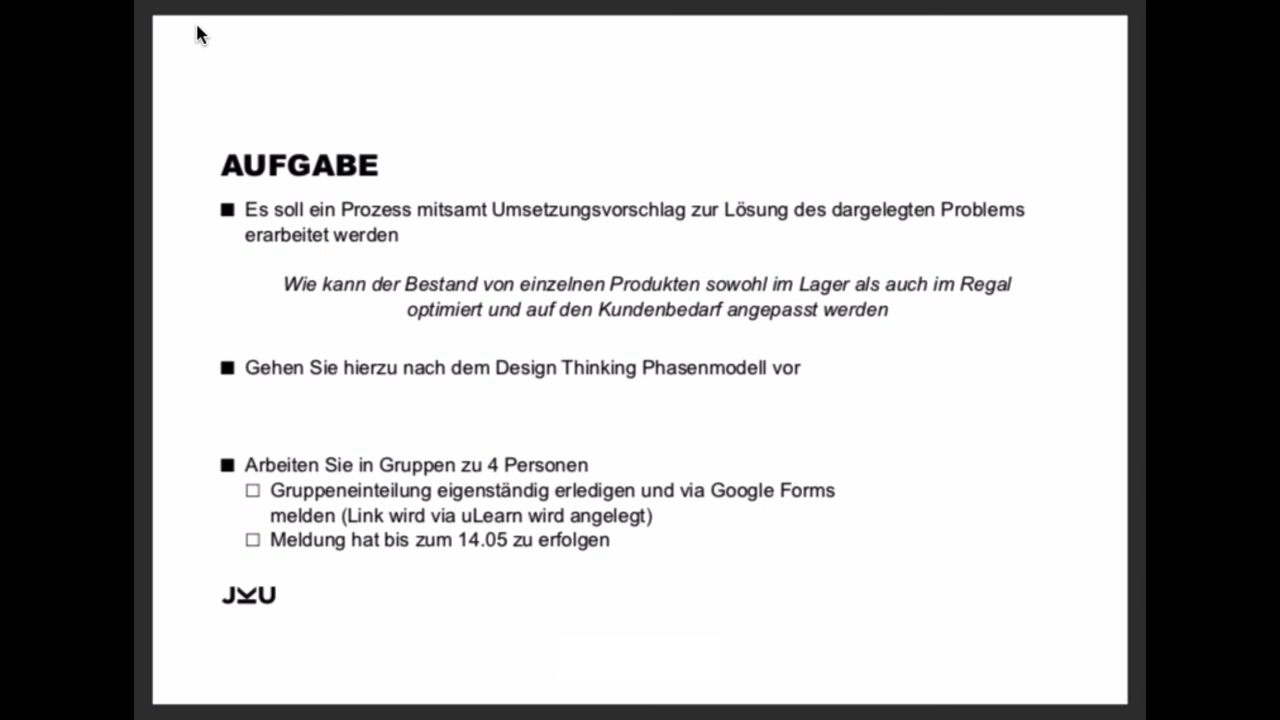 AUFGABE
■ Es soll ein Prozess mitsamt Umsetzungsvorschlag zur Lösung des dargelegten Problems
erarbeitet werden
Wie kann der Bestand von einzelnen Produkten sowohl im Lager als auch im Regal
optimiert und auf den Kundenbedarf angepasst werden
■ Gehen Sie hierzu nach dem Design Thinking Phasenmodell vor
■ Arbeiten Sie in Gruppen zu 4 Personen
☐ Gruppeneinteilung eigenständig erledigen und via Google Forms
melden (Link wird via uLearn wird angelegt)
☐ Meldung hat bis zum 14.05 zu erfolgen
JKU